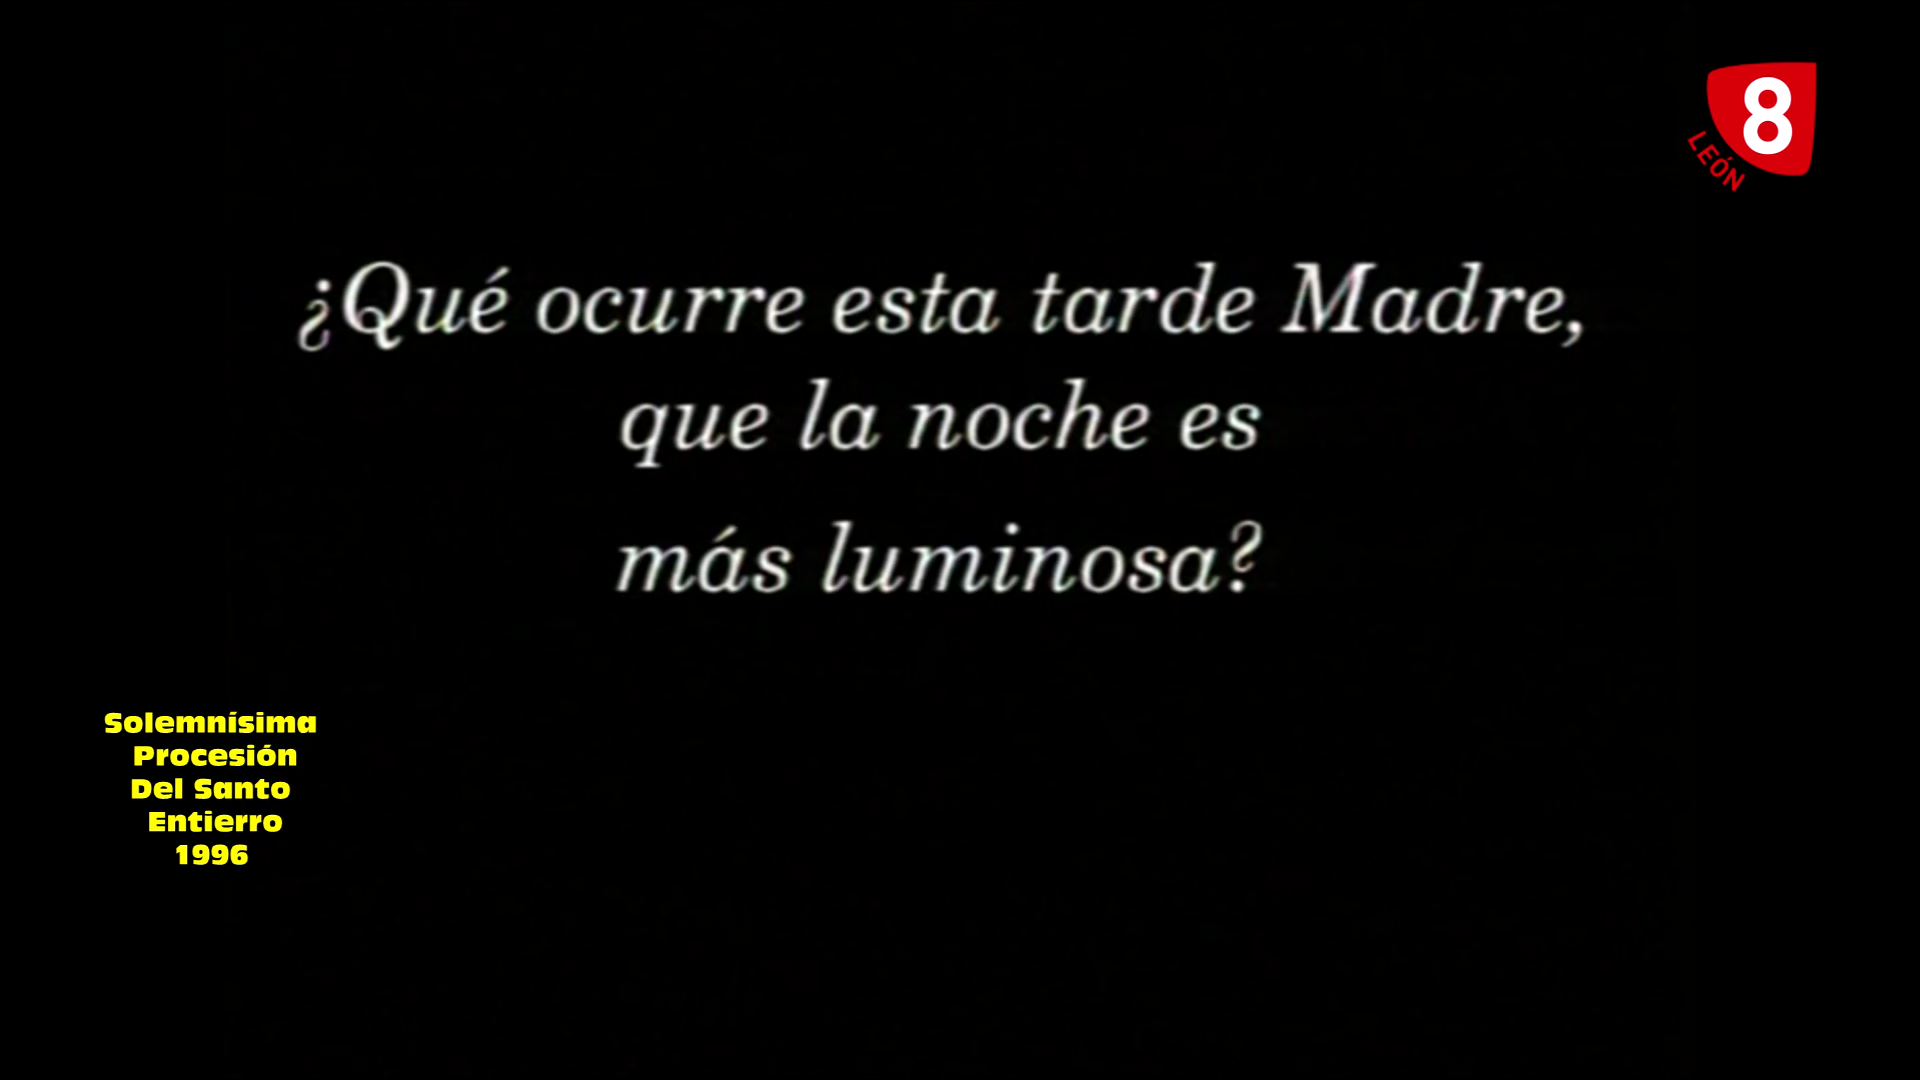 8
LEÓN
¿Qué ocurre esta tarde Madre,
que la noche es
más luminosa?
Solemnísima
Procesión
Del Santo
Entierro
1996